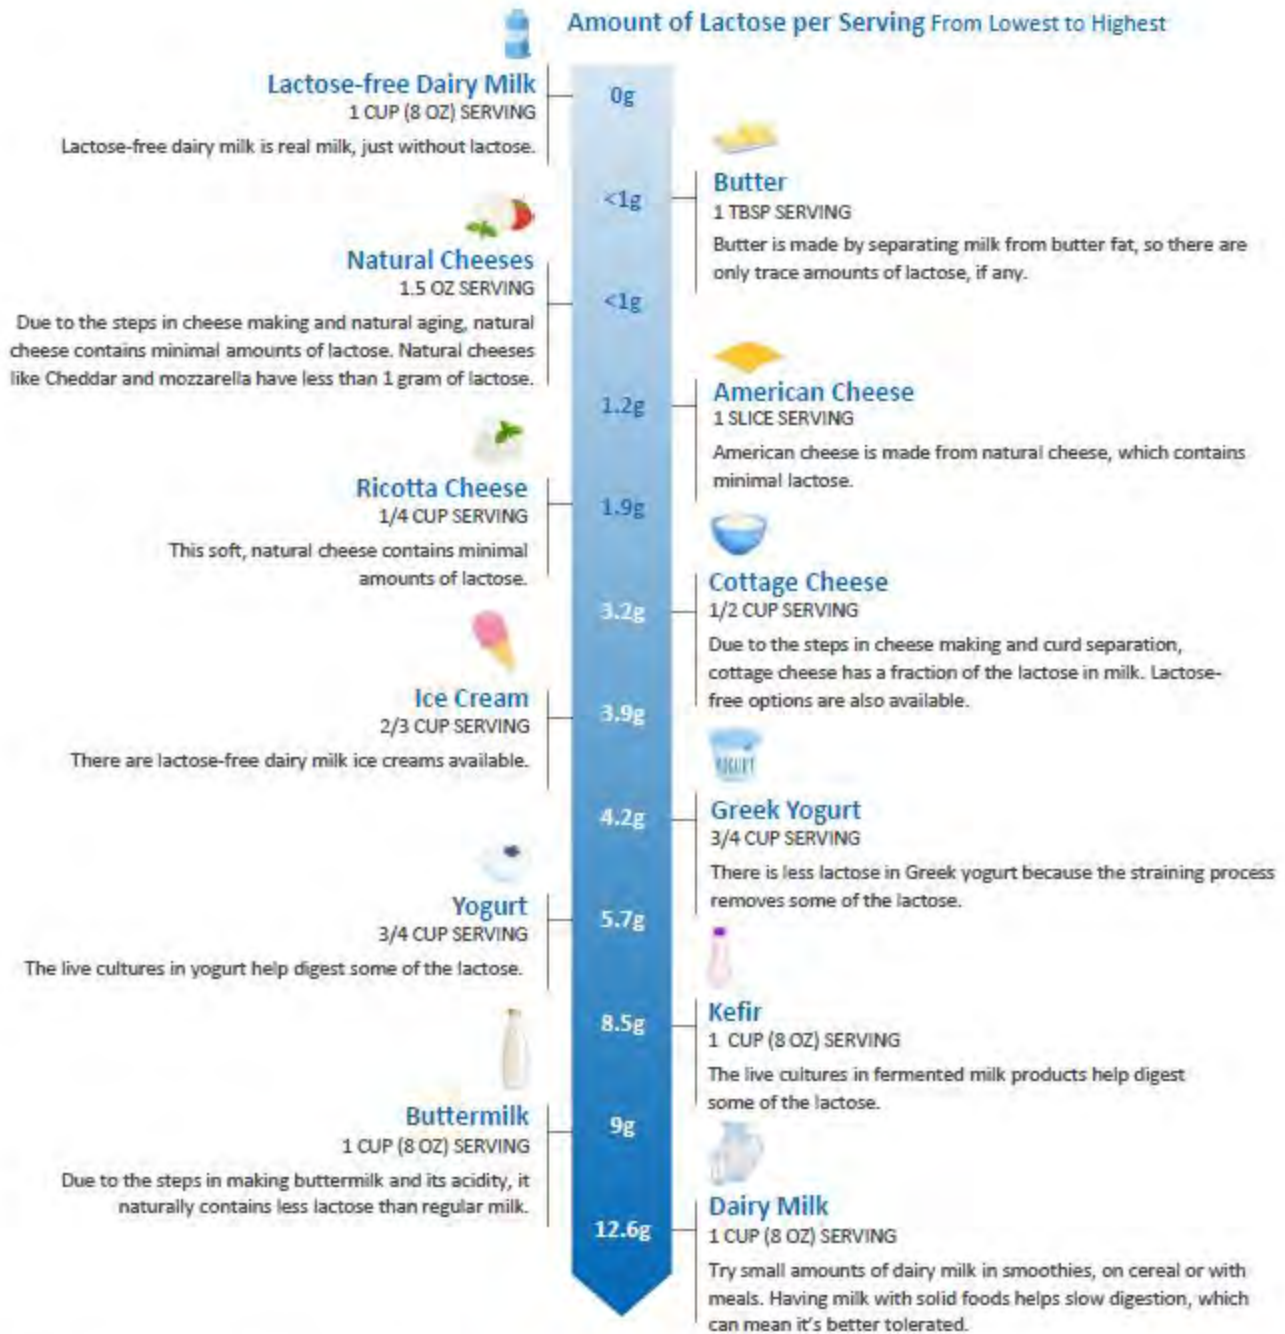 Amount of Lactose per Serving From Lowest to Highest
Lactose-free Dairy Milk
1 CUP (8 OZ) SERVING
Lactose-free dairy milk is real milk, just without lactose.
0g
Butter
1 TBSP SERVING
Butter is made by separating milk from butter fat, so there are
only trace amounts of lactose, if any.
<1g
Natural Cheeses
1.5 OZ SERVING
Due to the steps in cheese making and natural aging, natural
cheese contains minimal amounts of lactose. Natural cheeses
like Cheddar and mozzarella have less than 1 gram of lactose.
<1g
American Cheese
1 SLICE SERVING
American cheese is made from natural cheese, which contains
minimal lactose.
1.2g
Ricotta Cheese
1/4 CUP SERVING
This soft, natural cheese contains minimal
amounts of lactose.
1.9g
Cottage Cheese
1/2 CUP SERVING
Due to the steps in cheese making and curd separation,
cottage cheese has a fraction of the lactose in milk. Lactose-
free options are also available.
3.2g
Ice Cream
2/3 CUP SERVING
There are lactose-free dairy milk ice creams available.
3.9g
YOGURT
Greek Yogurt
3/4 CUP SERVING
There is less lactose in Greek yogurt because the straining process
removes some of the lactose.
4.2g
Yogurt
3/4 CUP SERVING
The live cultures in yogurt help digest some of the lactose.
5.7g
Kefir
1 CUP (8 OZ) SERVING
The live cultures in fermented milk products help digest
some of the lactose.
8.5g
Buttermilk
1 CUP (8 OZ) SERVING
Due to the steps in making buttermilk and its acidity, it
naturally contains less lactose than regular milk.
9g
Dairy Milk
1 CUP (8 OZ) SERVING
Try small amounts of dairy milk in smoothies, on cereal or with
meals. Having milk with solid foods helps slow digestion, which
can mean it's better tolerated.
12.6g